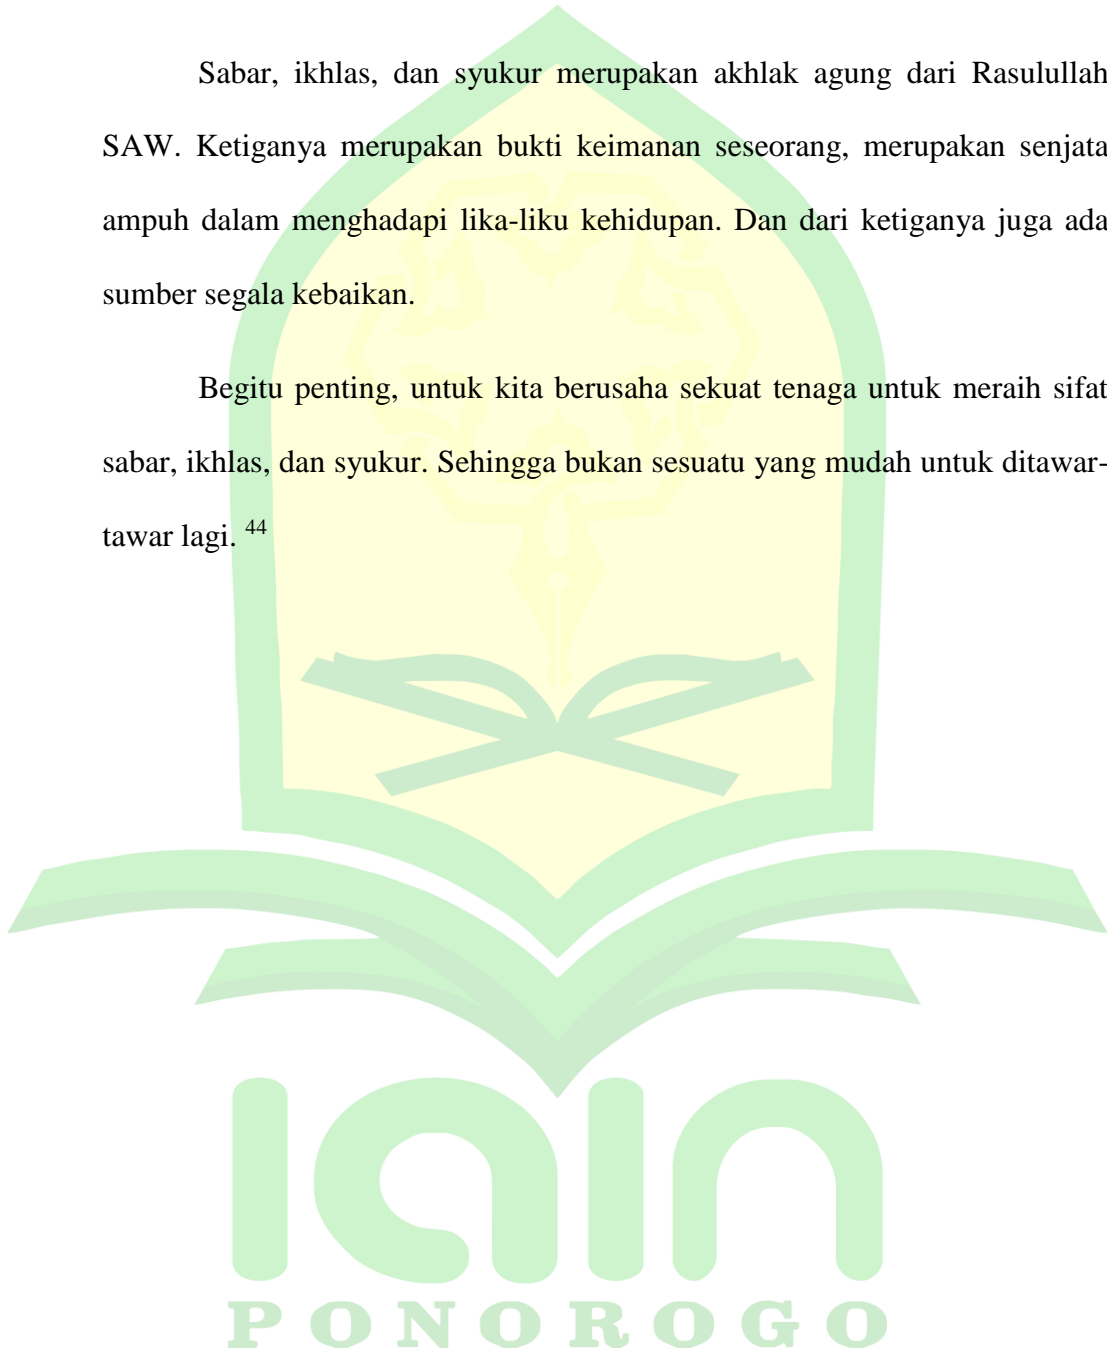 Sabar, ikhlas, dan syukur merupakan akhlak agung dari Rasulullah
SAW. Ketiganya merupakan bukti keimanan seseorang, merupakan senjata
ampuh dalam menghadapi lika-liku kehidupan. Dan dari ketiganya juga ada
sumber segala kebaikan.
Begitu penting, untuk kita berusaha sekuat tenaga untuk meraih sifat
sabar, ikhlas, dan syukur. Sehingga bukan sesuatu yang mudah untuk ditawar-
tawar lagi. 44
iain
PONOROGO